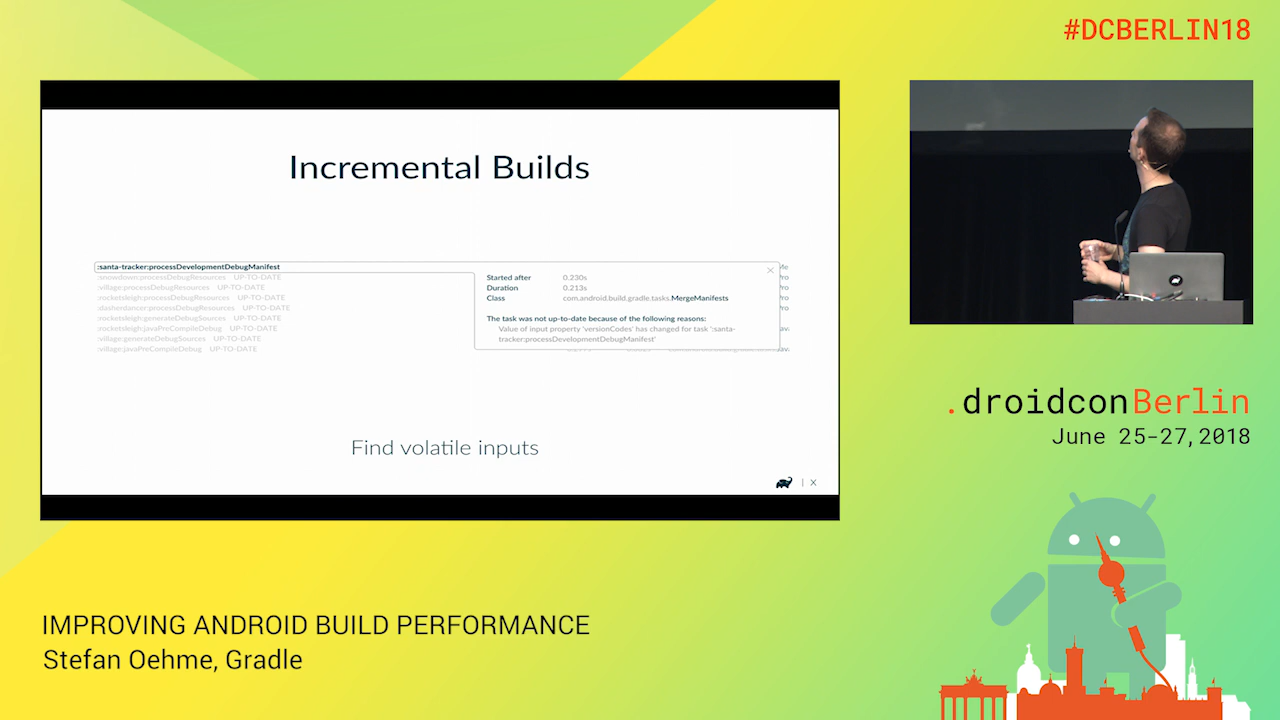 #DCBERLIN18
Incremental Builds
:santa-tracker:processDevelopmentDebugManifest
:snowdown:processDebugResources UP-TO-DATE
:village:processDebugResources UP-TO-DATE
:rocketsleigh:processDebugResources UP-TO-DATE
:dasherdancer:processDebugResources UP-TO-DATE
:rocketsleigh:generateDebugSources UP-TO-DATE
:rocketsleigh:javaPreCompileDebug UP-TO-DATE
:village:generateDebugSources UP-TO-DATE
:village:javaPreCompileDebug UP-TO-DATE
Started after 0.230s
Duration 0.213s
Class com.android.build.gradle.tasks.MergeManifests
The task was not up-to-date because of the following reasons:
Value of input property 'versionCodes' has changed for task ':santa-
tracker:processDevelopmentDebugManifest'
Find volatile inputs
| X
.droidconBerlin
June 25-27, 2018
IMPROVING ANDROID BUILD PERFORMANCE
Stefan Oehme, Gradle